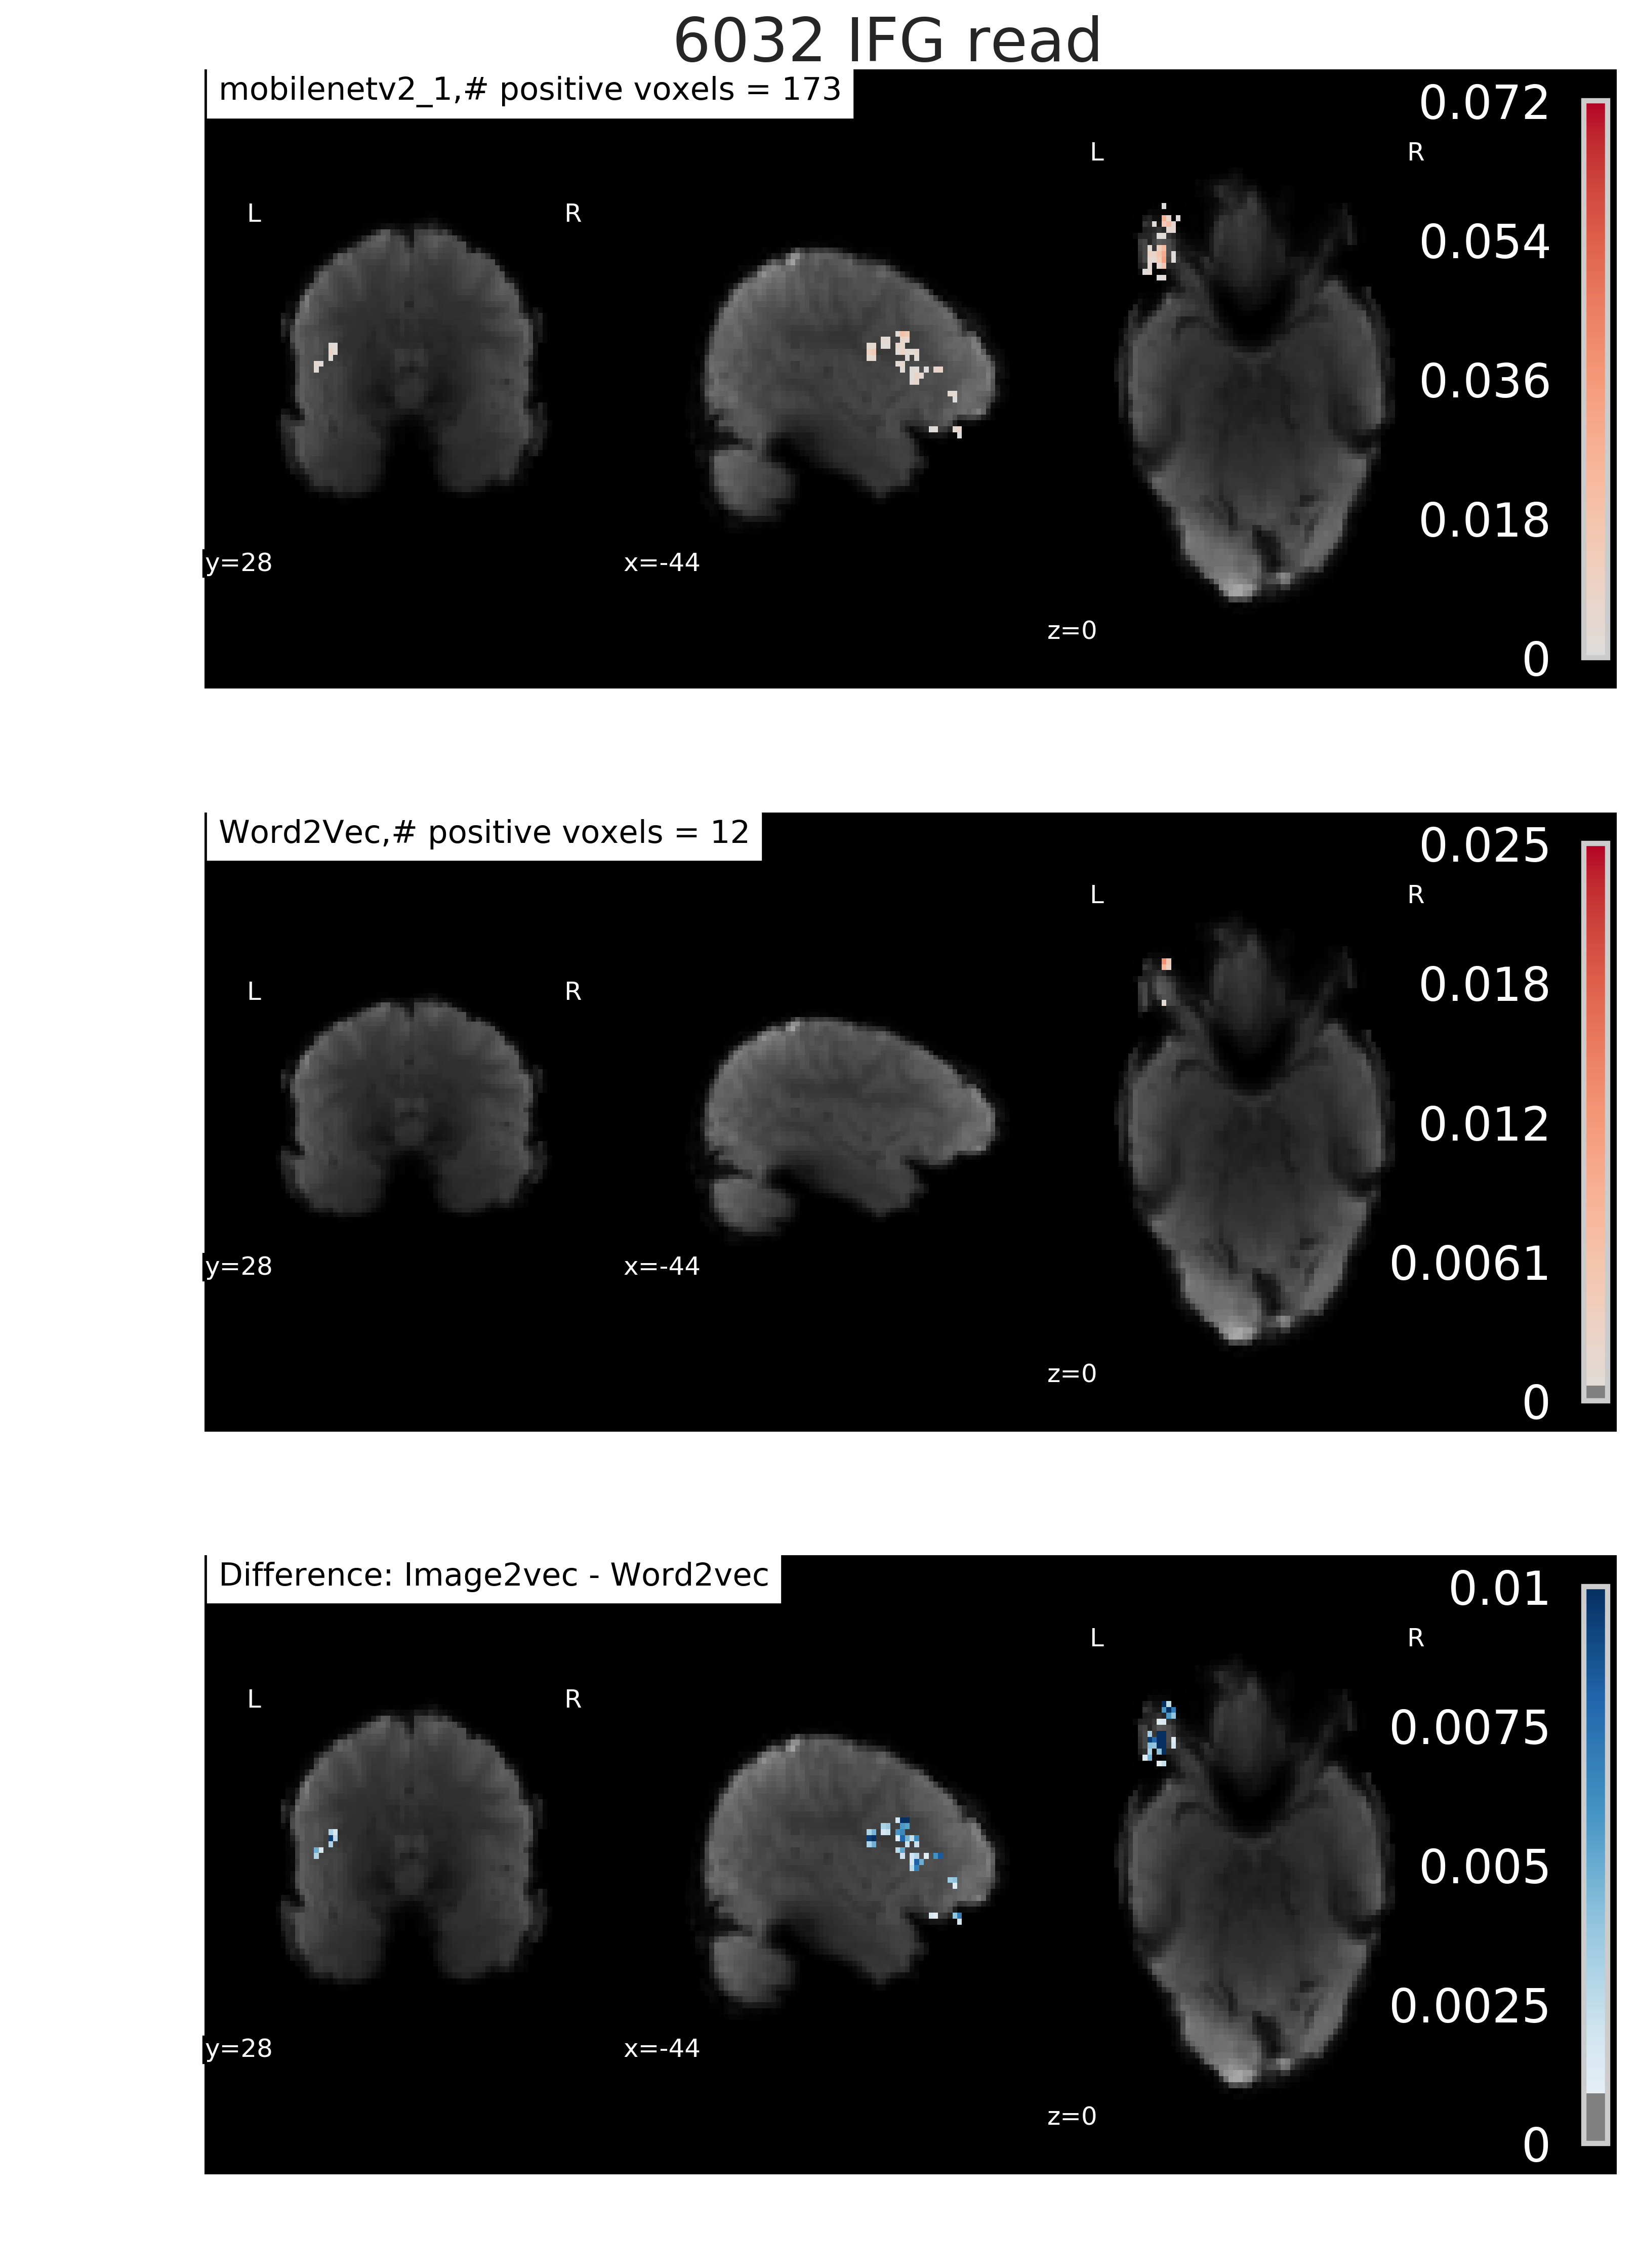 6032 IFG read
mobilenetv2_1,# positive voxels = 173
0.072
L R
0.054
L R
0.036
0.018
y=28 x=-44
z=0
0
Word2Vec,# positive voxels = 12
0.025
L R
0.018
L R
0.012
0.0061
y=28 x=-44
z=0
0
Difference: Image2vec - Word2vec
0.01
L R
L R
0.0075
0.005
0.0025
y=28 x=-44
z=0
0